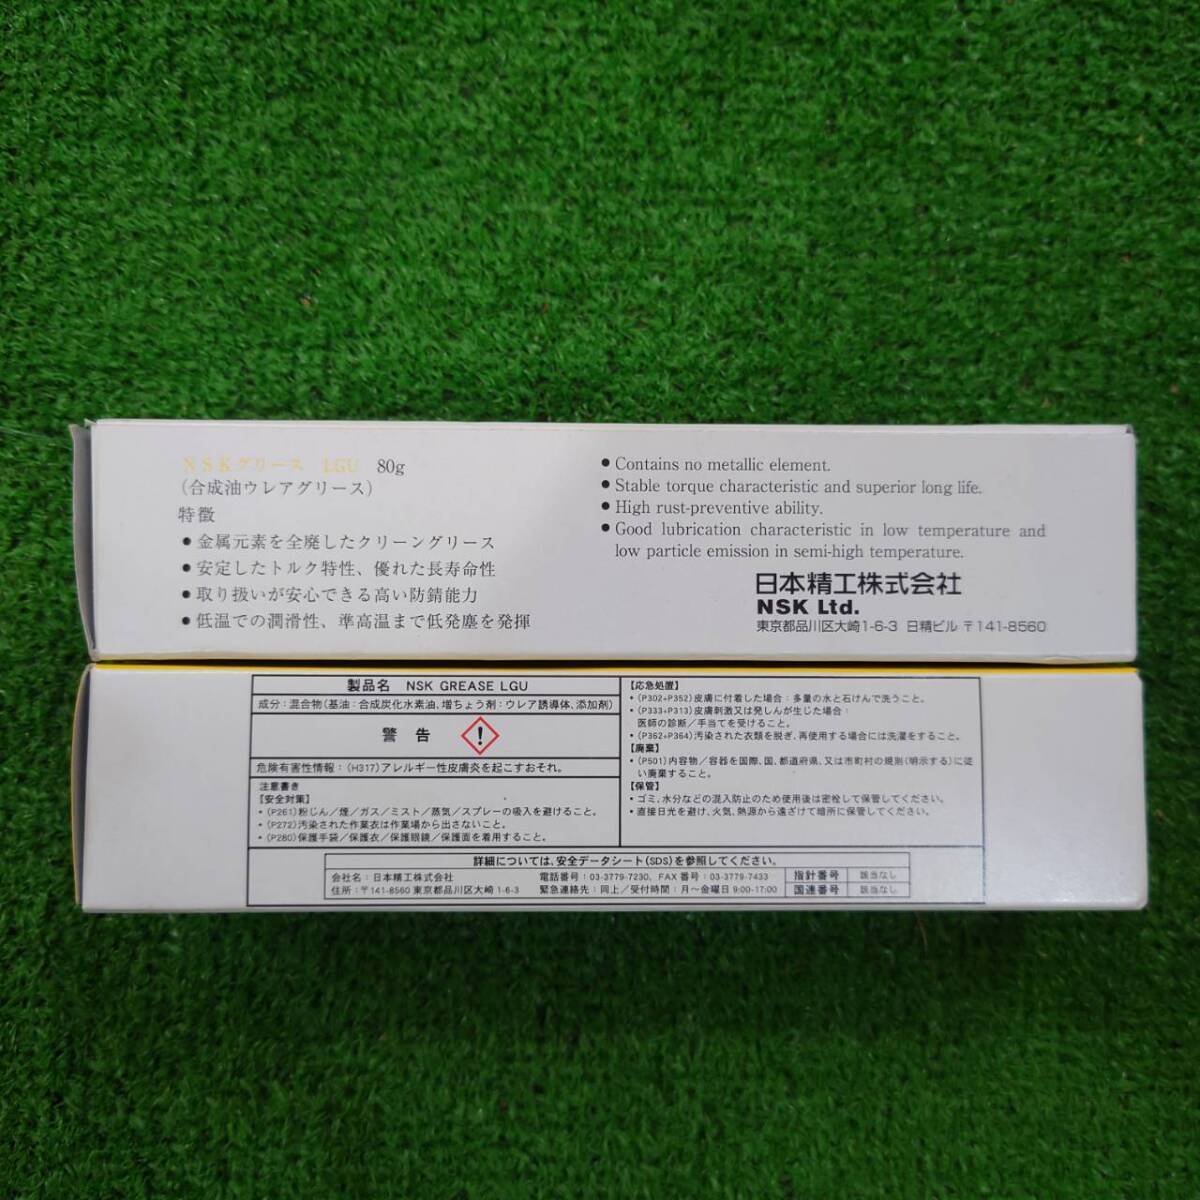 NSKグリース LGU 80g
(合成油ウレアグリース)
特徴
● 金属元素を全廃したクリーングリース
● 安定したトルク特性、優れた長寿命性
● 取り扱いが安心できる高い防錆能力
● 低温での潤滑性、準高温まで低発塵を発揮
● Contains no metallic element.
● Stable torque characteristic and superior long life.
● High rust-preventive ability.
● Good lubrication characteristic in low temperature and
low particle emission in semi-high temperature.
日本精工株式会社
NSK Ltd.
東京都品川区大崎1-6-3 日精ビル 〒141-8560
製品名 NSK GREASE LGU
成分：混合物(基油：合成炭化水素油、増ちょう剤：ウレア誘導体、添加剤)
警告
危険有害性情報：(H317)アレルギー性皮膚炎を起こすおそれ。
注意書き
【安全対策】
・(P261)粉じん／煙／ガス／ミスト／蒸気／スプレーの吸入を避けること。
・(P272)汚染された作業衣は作業場から出さないこと。
・(P280)保護手袋／保護衣／保護眼鏡／保護面を着用すること。
【応急処置】
・(P302+P352)皮膚に付着した場合：多量の水と石けんで洗うこと。
・(P333+P313)皮膚刺激又は発しんが生じた場合：
医師の診断／手当てを受けること。
・(P362+P364)汚染された衣類を脱ぎ、再使用する場合には洗濯をすること。
【廃棄】
・(P501)内容物／容器を国際、国、都道府県、又は市町村の規則(明示する)に従
い廃棄すること。
【保管】
・ゴミ、水分などの混入防止のため使用後は密栓して保管してください。
・直接日光を避け、火気、熱源から遠ざけて暗所に保管してください。
詳細については、安全データシート(SDS)を参照してください。
会社名：日本精工株式会社 電話番号：03-3779-7230、FAX番号：03-3779-7433 指針番号 該当なし
住所：〒141-8560 東京都品川区大崎 1-6-3 緊急連絡先：同上／受付時間：月～金曜日 9:00-17:00 国連番号 該当なし